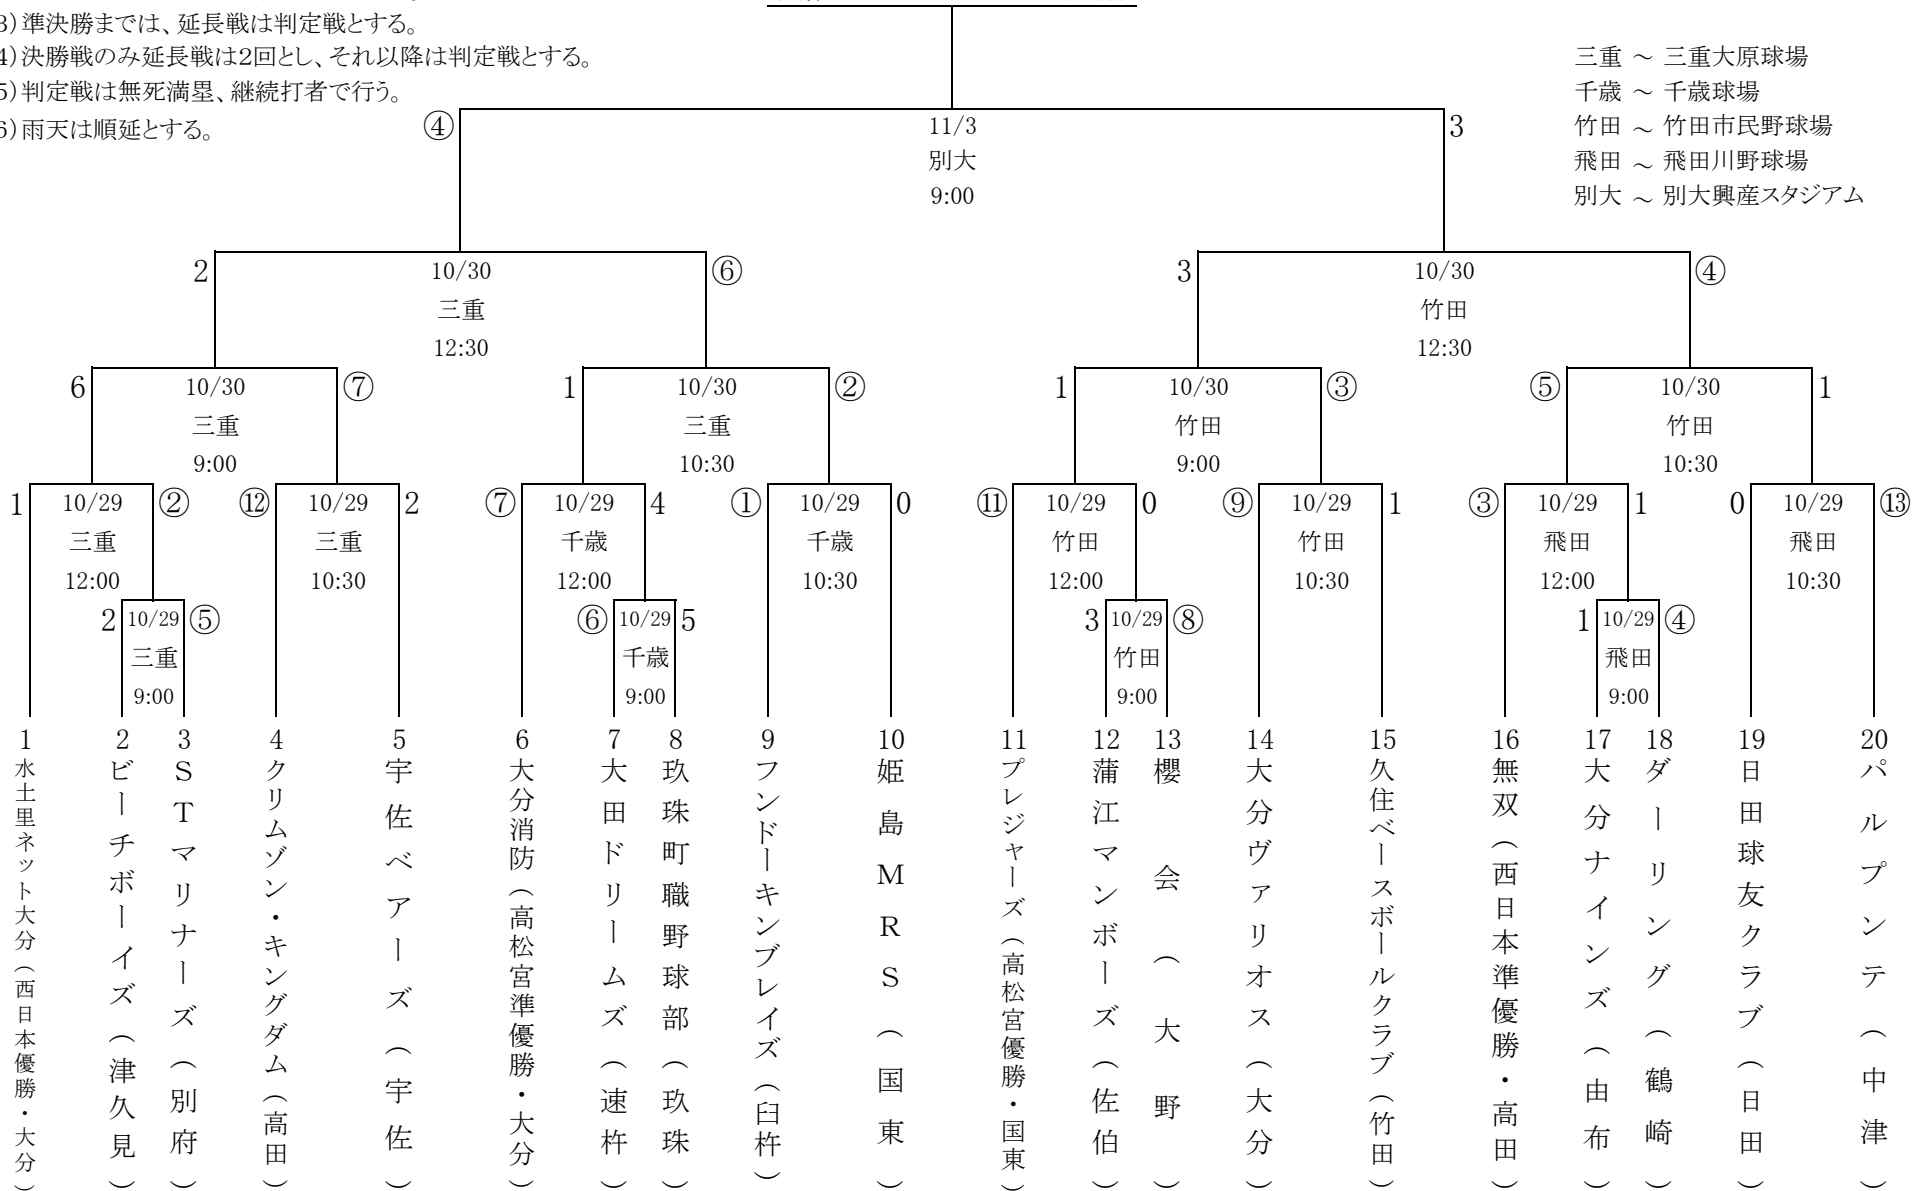 3）準決勝までは、延長戦は判定戦とする。
4）決勝戦のみ延長戦は2回とし、それ以降は判定戦とする。
5）判定戦は無死満塁、継続打者で行う。
6）雨天は順延とする。
三重 ～ 三重大原球場
千歳 ～ 千歳球場
竹田 ～ 竹田市民野球場
飛田 ～ 飛田川野球場
別大 ～ 別大興産スタジアム
④ 11/3 3
別大
9:00
2 10/30 ⑥ 3 10/30 ④
三重 竹田
12:30 12:30
6 10/30 ⑦ 1 10/30 ② 1 10/30 ③ ⑤ 10/30 1
三重 三重 竹田 竹田
9:00 10:30 9:00 10:30
1 10/29 ② ⑫ 10/29 2 ⑦ 10/29 4 ① 10/29 0 ⑪ 10/29 0 ⑨ 10/29 1 ③ 10/29 1 0 10/29 ⑬
三重 三重 千歳 千歳 竹田 竹田 飛田 飛田
12:00 10:30 12:00 10:30 12:00 10:30 12:00 10:30
2 10/29 ⑤ ⑥ 10/29 5 3 10/29 ⑧ 1 10/29 ④
三重 千歳 竹田 飛田
9:00 9:00 9:00 9:00
1 水土里ネット大分（西日本優勝・大分）
2 ビーチボーイズ（津久見）
3 STマリナーズ（別府）
4 クリムゾン・キングダム（高田）
5 宇佐ベアーズ（宇佐）
6 大分消防（高松宮準優勝・大分）
7 大田ドリームズ（速杵）
8 玖珠町職野球部（玖珠）
9 フンドーキンブレイズ（臼杵）
10 姫島MRS（国東）
11 プレジャーズ（高松宮優勝・国東）
12 蒲江マンボーズ（佐伯）
13 櫻会（大野）
14 大分ヴァリオス（大分）
15 久住ベースボールクラブ（竹田）
16 無双（西日本準優勝・高田）
17 大分ナインズ（由布）
18 ダーリング（鶴崎）
19 日田球友クラブ（日田）
20 パルプンテ（中津）